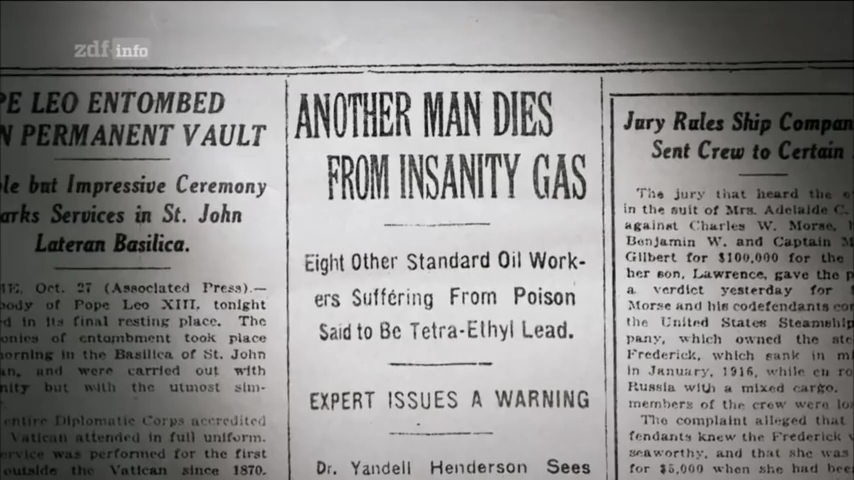 zdf info
PE LEO ENTOMBED
N PERMANENT VAULT
le but Impressive Ceremony
arks Services in St. John
Lateran Basilica.
ME, Oct. 27 (Associated Press).—
body of Pope Leo XIII, tonight
d in its final resting place. The
onies of entombment took place
orning in the Basilica of St. John
an, and were carried out with
nity but with the utmost sim-
entire Diplomatic Corps accredited
Vatican attended in full uniform.
ervice was performed for the first
outside the Vatican since 1870.
ANOTHER MAN DIES
FROM INSANITY GAS
Eight Other Standard Oil Work-
ers Suffering From Poison
Said to Be Tetra-Ethyl Lead.
EXPERT ISSUES A WARNING
Dr. Yandell Henderson Sees
Jury Rules Ship Compan
Sent Crew to Certain
The jury that heard the e
in the suit of Mrs. Adelaide C.
against Charles W. Morse, h
Benjamin W. and Captain M
Gilbert for $100,000 for the
her son, Lawrence, gave the p
a verdict yesterday for
Morse and his codefendants con
the United States Steamship
pany, which owned the ste
Frederick, which sank in mi
in January, 1916, while en ro
Russia with a mixed cargo.
members of the crew were los
The complaint alleged that
fendants knew the Frederick
seaworthy, and that she was
for $5,000 when she had been